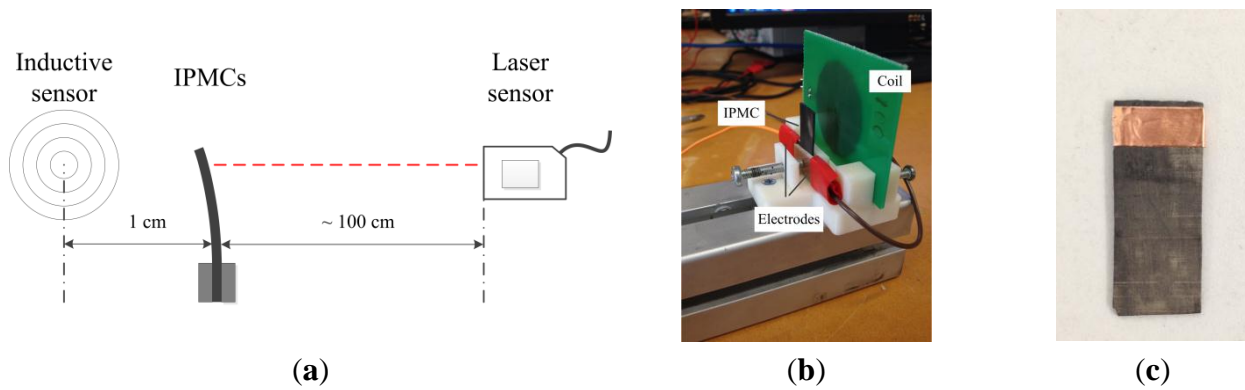 Inductive
sensor
IPMCs
Laser
sensor
1 cm
~ 100 cm
(a)
Coil
IPMC
Electrodes
(b)
(c)